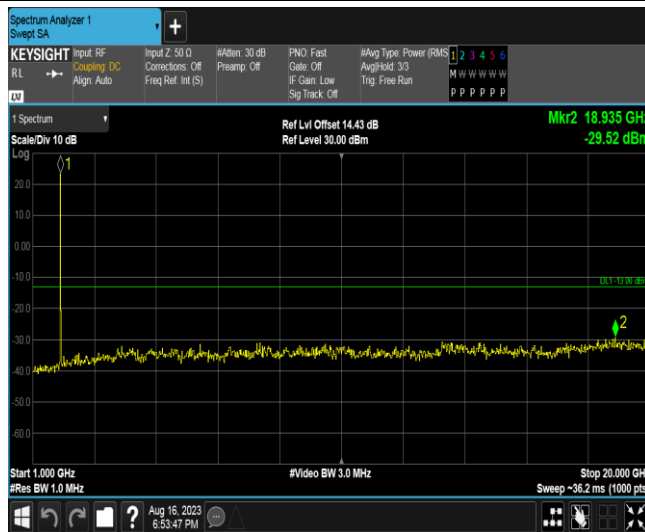 Spectrum Analyzer 1
Swept SA
+
KEYSIGHT
RL
LXI
Input: RF
Coupling: DC
Align: Auto
Input Z: 50 Ω
Corrections: Off
Freq Ref: Int (S)
#Atten: 30 dB
Preamp: Off
PNO: Fast
Gate: Off
IF Gain: Low
Sig Track: Off
#Avg Type: Power (RMS
Avg|Hold: 3/3
Trig: Free Run
1 2 3 4 5 6
M W W W W W
P P P P P P
1 Spectrum
Scale/Div 10 dB
Log
Ref Lvl Offset 14.43 dB
Ref Level 30.00 dBm
Mkr2 18.935 GH
-29.52 dBm
1
20.0
10.0
0.00
-10.0
DL1 -13.00 dB
-20.0
2
-30.0
-40.0
-50.0
-60.0
Start 1.000 GHz
#Res BW 1.0 MHz
#Video BW 3.0 MHz
Stop 20.000 GH
Sweep ~36.2 ms (1000 pts
?
Aug 16, 2023
6:53:47 PM